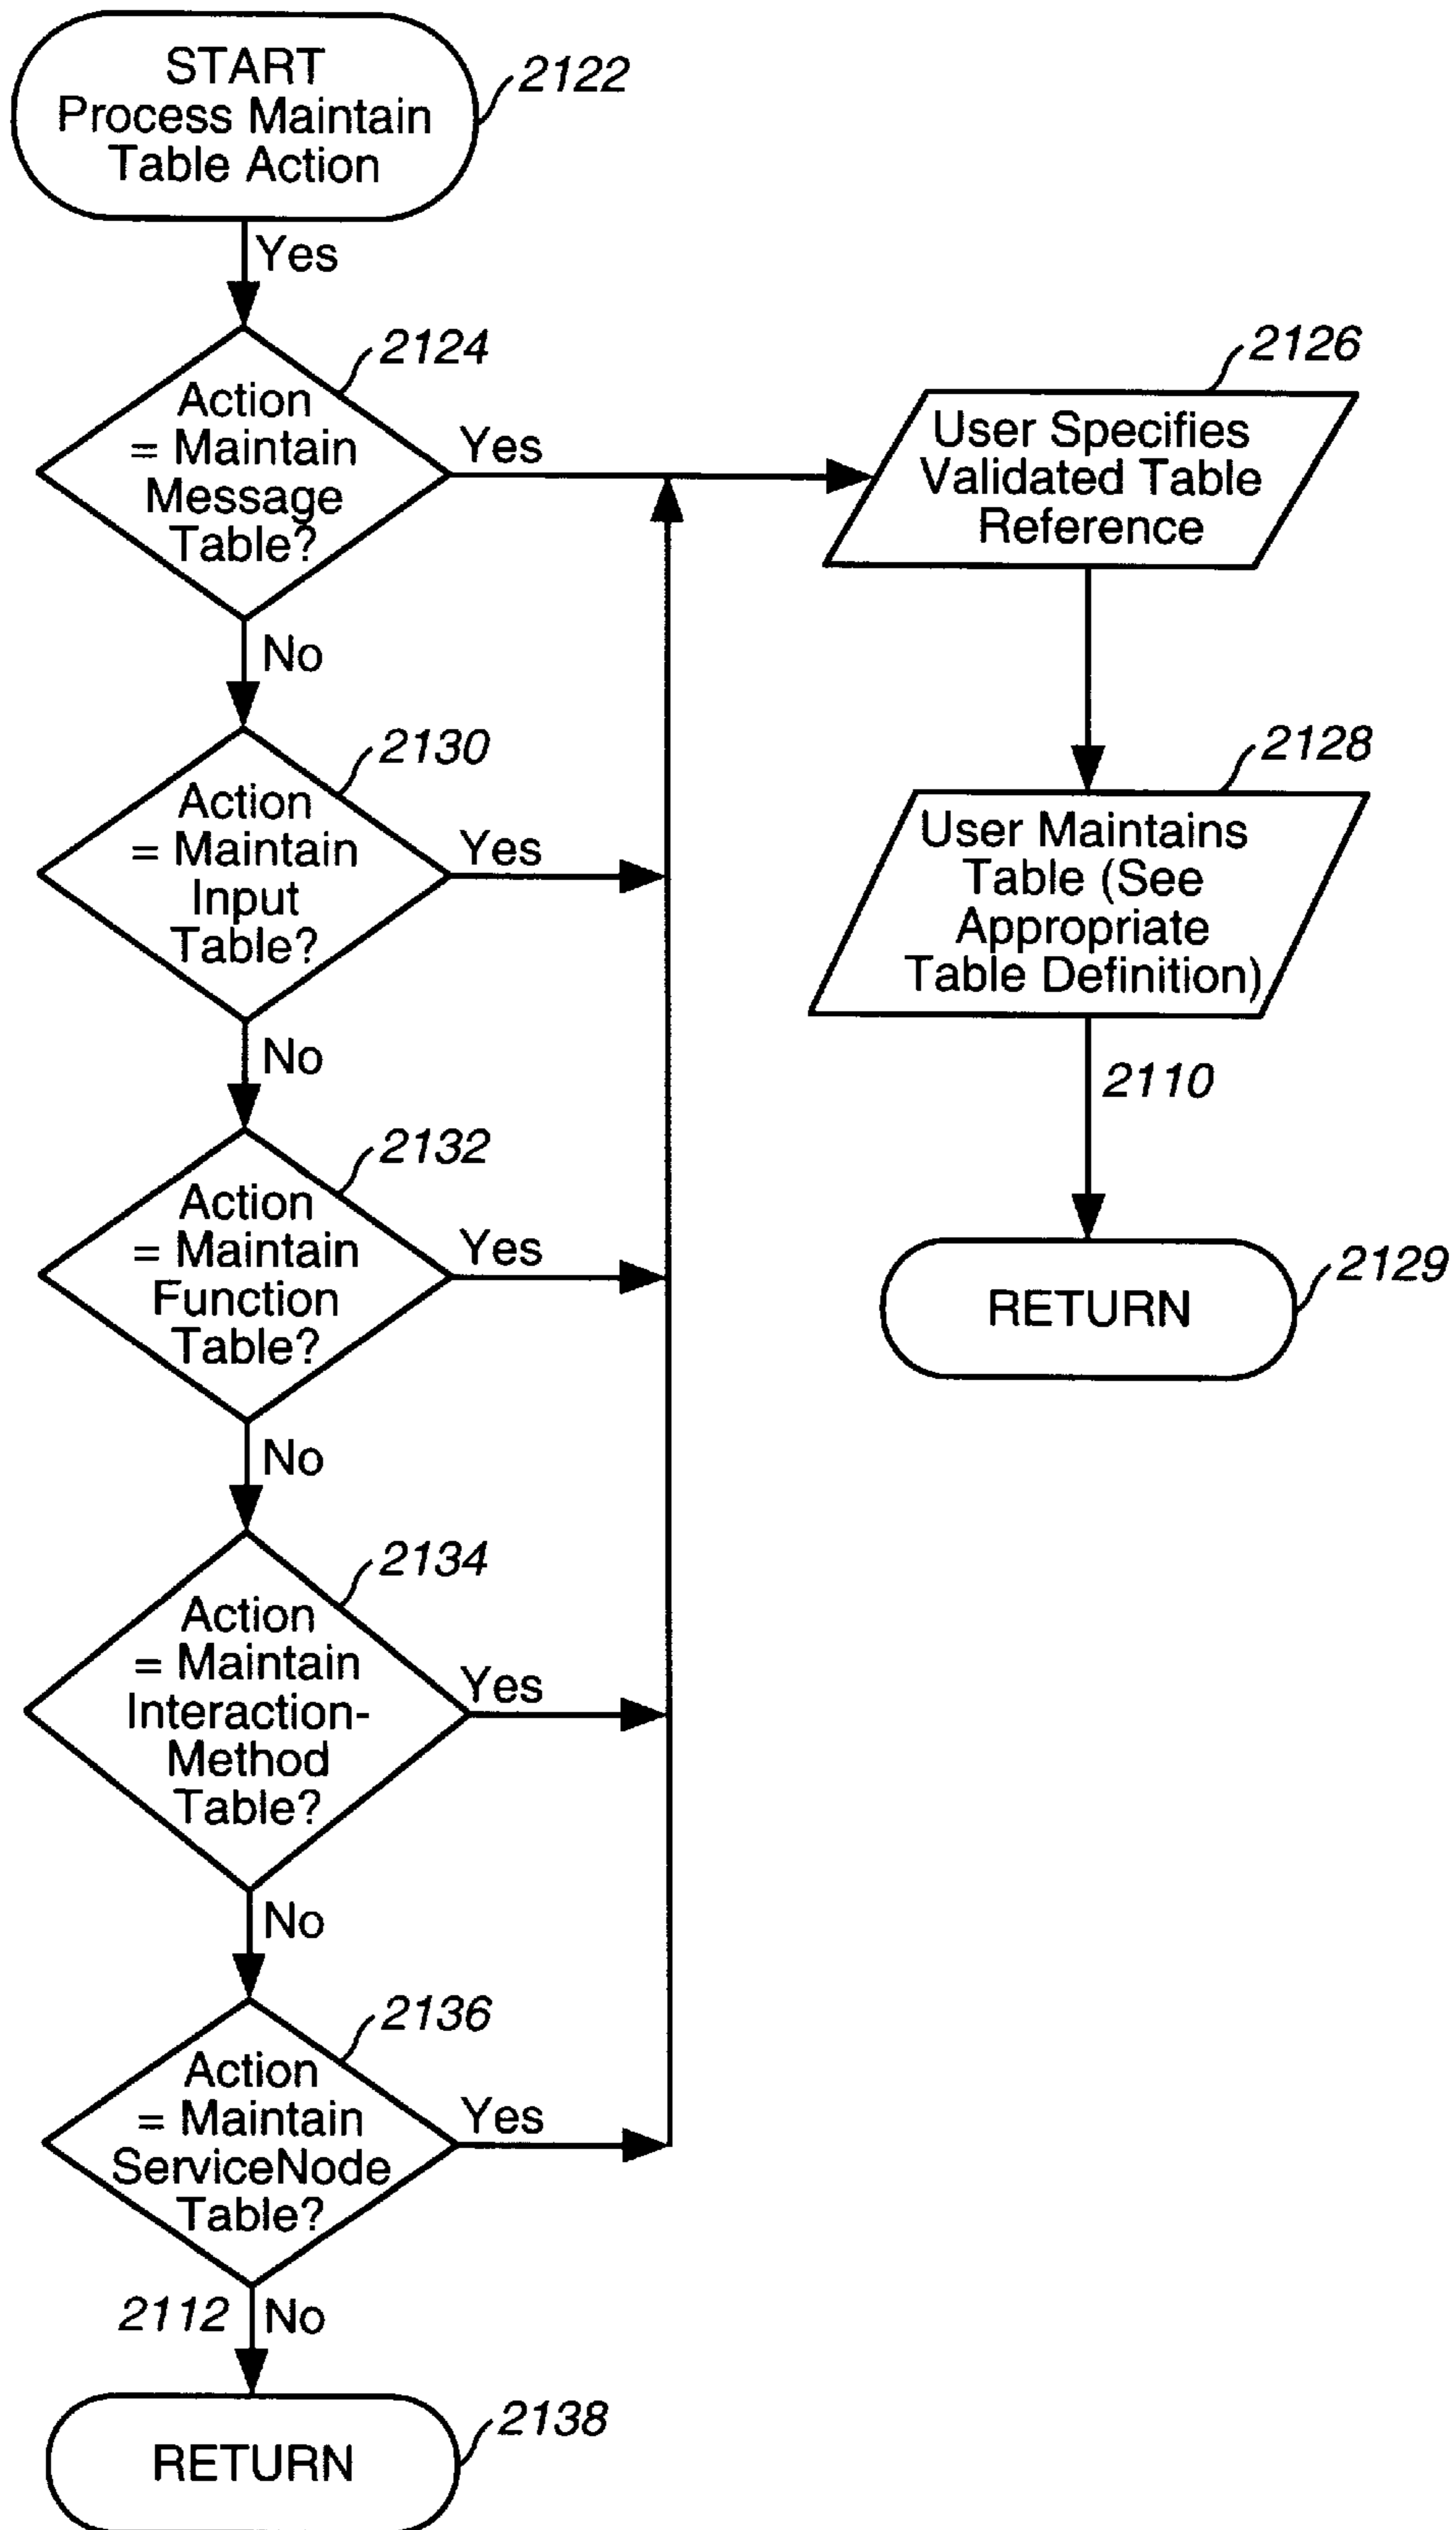 START
Process Maintain
Table Action
2122
Yes
2124
Action
= Maintain
Message
Table?
Yes
2126
User Specifies
Validated Table
Reference
No
2130
Action
= Maintain
Input
Table?
Yes
2128
User Maintains
Table (See
Appropriate
Table Definition)
No
2110
2132
Action
= Maintain
Function
Table?
Yes
RETURN
2129
No
2134
Action
= Maintain
Interaction-
Method
Table?
Yes
No
2136
Action
= Maintain
ServiceNode
Table?
Yes
2112
No
RETURN
2138